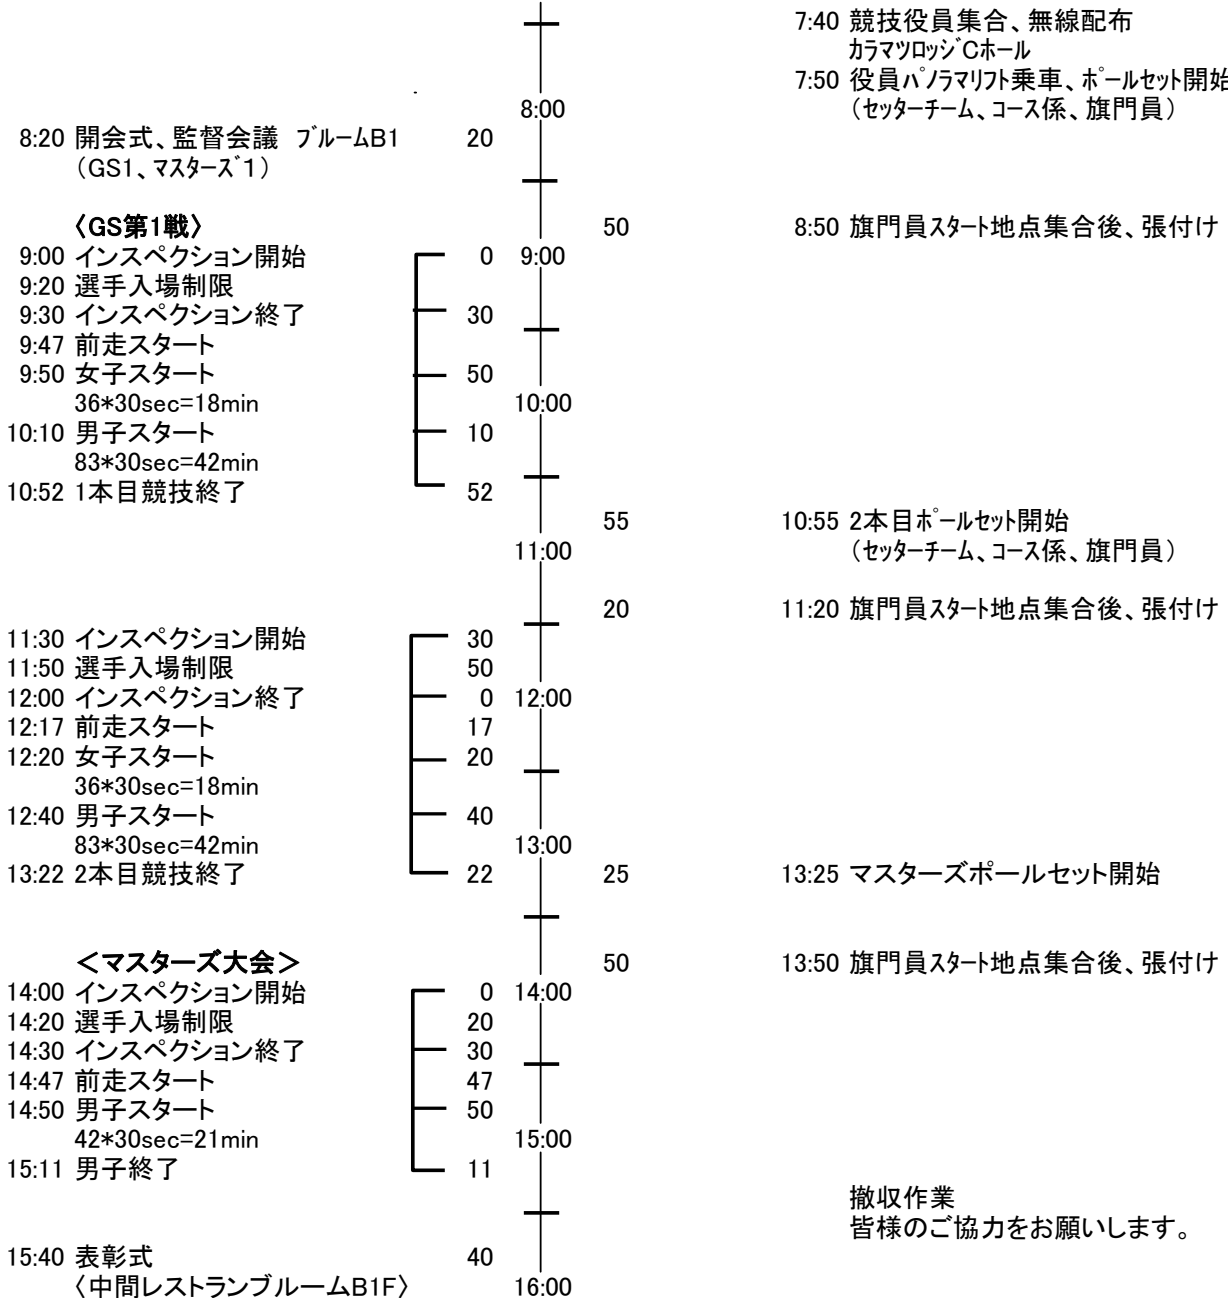 7:40 競技役員集合、無線配布
ｶﾗﾏﾂﾛｯｼﾞCホール
7:50 役員ﾊﾟﾉﾗﾏﾘﾌﾄ乗車、ﾎﾟｰﾙセット開始
（ｾｯﾀｰﾁｰﾑ、ｺｰｽ係、旗門員）
8:00
8:20 開会式、監督会議 ﾌﾞﾙｰﾑB1 20
（GS1、ﾏｽﾀｰｽﾞ1）
〈GS第1戦〉 50 8:50 旗門員ｽﾀｰﾄ地点集合後、張付け
9:00 インスペクション開始 0 9:00
9:20 選手入場制限
9:30 インスペクション終了 30
9:47 前走スタート
9:50 女子スタート 50
36*30sec=18min 10:00
10:10 男子スタート 10
83*30sec=42min
10:52 1本目競技終了 52
55 10:55 2本目ﾎﾟｰﾙセット開始
11:00 （ｾｯﾀｰﾁｰﾑ、ｺｰｽ係、旗門員）
20 11:20 旗門員ｽﾀｰﾄ地点集合後、張付け
11:30 インスペクション開始 30
11:50 選手入場制限 50
12:00 インスペクション終了 0 12:00
12:17 前走スタート 17
12:20 女子スタート 20
36*30sec=18min
12:40 男子スタート 40
83*30sec=42min 13:00
13:22 2本目競技終了 22 25 13:25 マスターズポールセット開始
＜マスターズ大会＞ 50 13:50 旗門員ｽﾀｰﾄ地点集合後、張付け
14:00 インスペクション開始 0 14:00
14:20 選手入場制限 20
14:30 インスペクション終了 30
14:47 前走スタート 47
14:50 男子スタート 50
42*30sec=21min 15:00
15:11 男子終了 11
撤収作業
皆様のご協力をお願いします。
15:40 表彰式 40
〈中間レストランブルームB1F〉 16:00